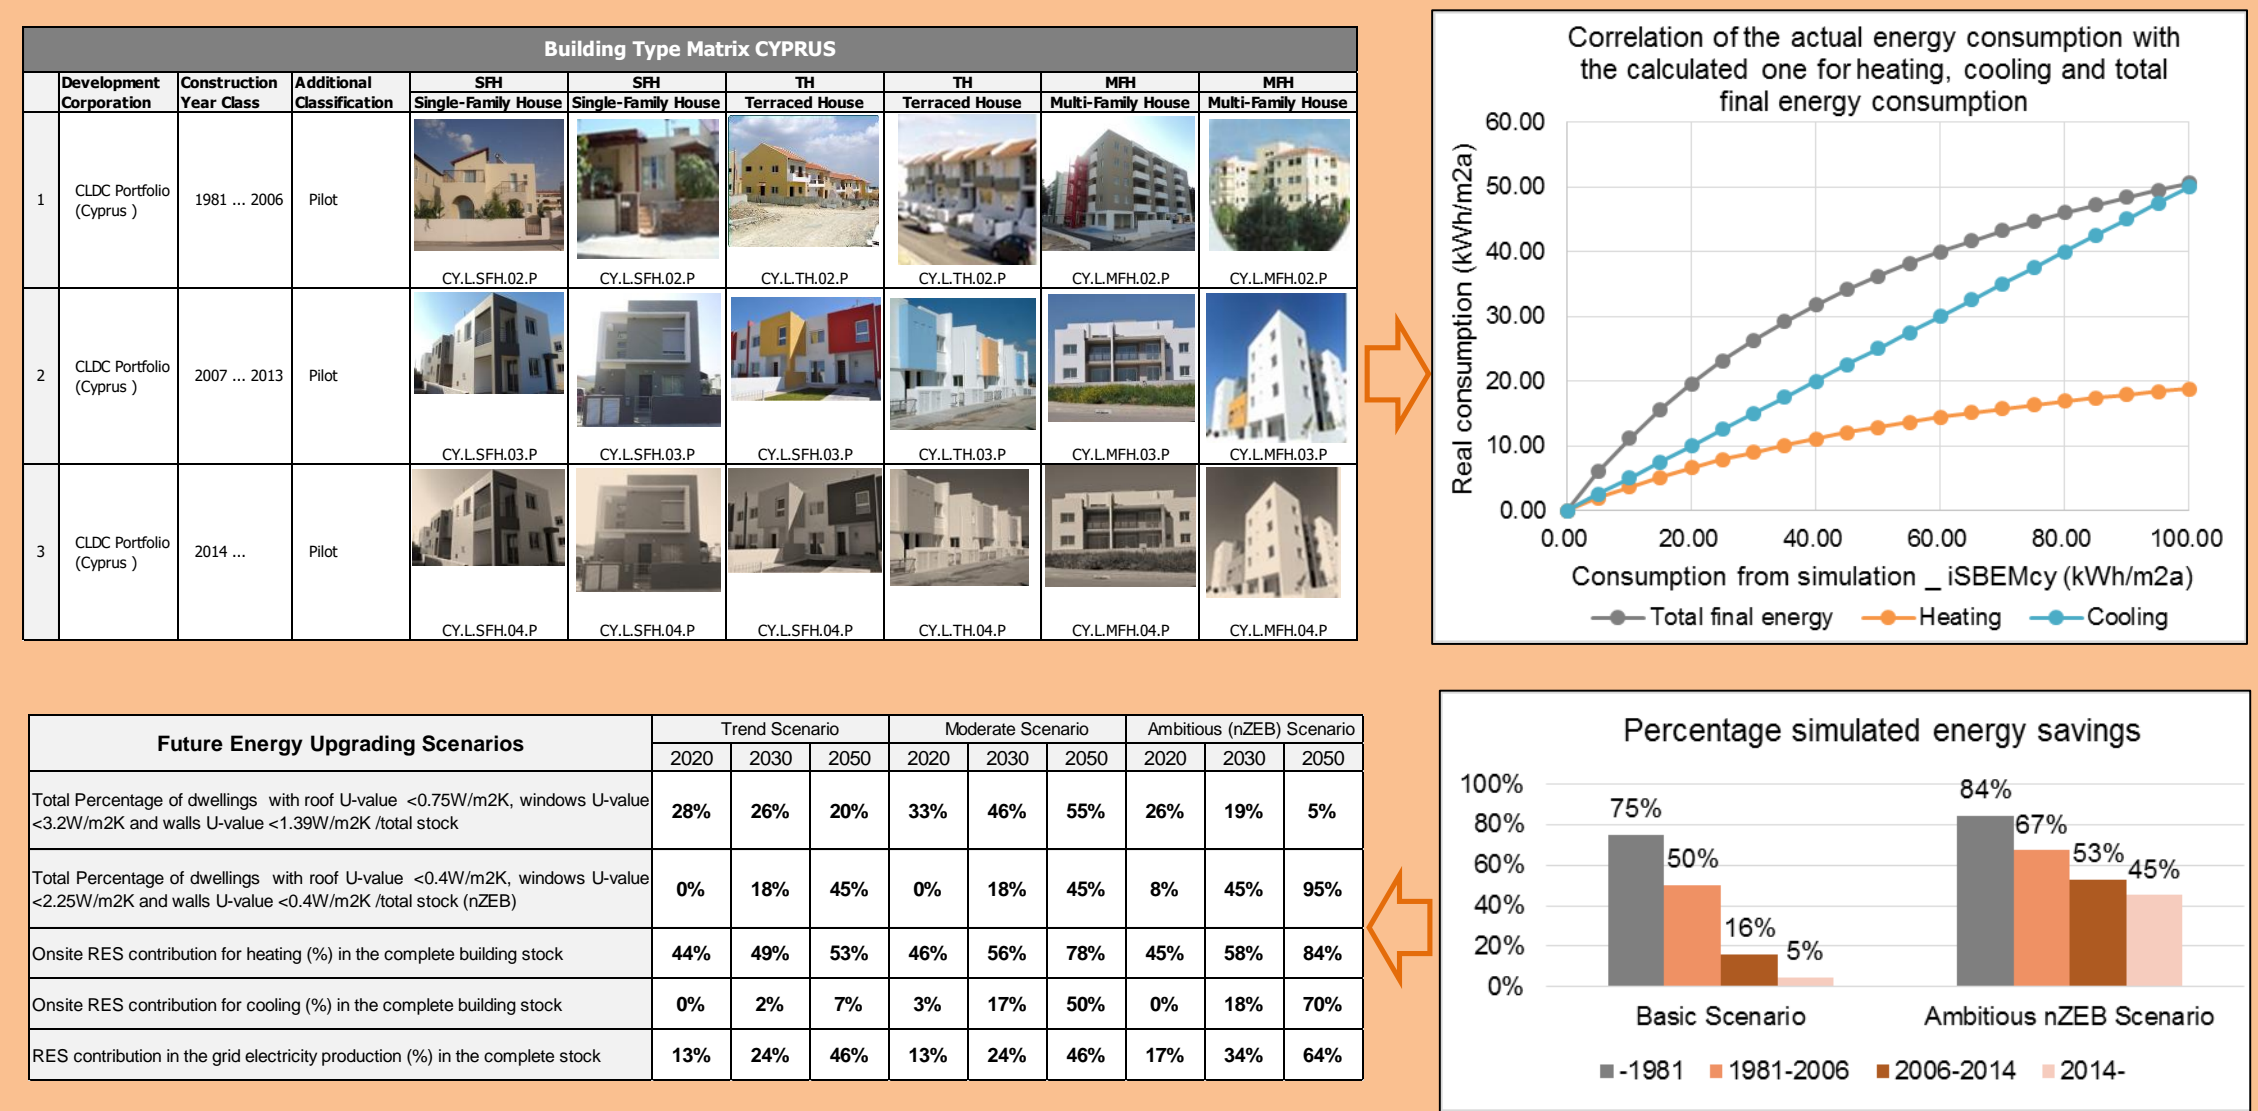 Building Type Matrix CYPRUS
Development Corporation Construction Year Class Additional Classification SFH SFH TH TH MFH MFH
Single-Family House Single-Family House Terraced House Terraced House Multi-Family House Multi-Family House
1 CLDC Portfolio (Cyprus ) 1981 ... 2006 Pilot
CY.L.SFH.02.P CY.L.SFH.02.P CY.L.TH.02.P CY.L.TH.02.P CY.L.MFH.02.P CY.L.MFH.02.P
2 CLDC Portfolio (Cyprus ) 2007 ... 2013 Pilot
CY.L.SFH.03.P CY.L.SFH.03.P CY.L.SFH.03.P CY.L.TH.03.P CY.L.MFH.03.P CY.L.MFH.03.P
3 CLDC Portfolio (Cyprus ) 2014 ... Pilot
CY.L.SFH.04.P CY.L.SFH.04.P CY.L.SFH.04.P CY.L.TH.04.P CY.L.MFH.04.P CY.L.MFH.04.P
Correlation of the actual energy consumption with
the calculated one for heating, cooling and total
final energy consumption
Real consumption (kWh/m2a)
60.00
50.00
40.00
30.00
20.00
10.00
0.00
0.00 20.00 40.00 60.00 80.00 100.00
Consumption from simulation _ iSBEMcy (kWh/m2a)
Total final energy Heating Cooling
Future Energy Upgrading Scenarios
Trend Scenario Moderate Scenario Ambitious (nZEB) Scenario
2020 2030 2050 2020 2030 2050 2020 2030 2050
Total Percentage of dwellings with roof U-value <0.75W/m2K, windows U-value
<3.2W/m2K and walls U-value <1.39W/m2K /total stock
28% 26% 20% 33% 46% 55% 26% 19% 5%
Total Percentage of dwellings with roof U-value <0.4W/m2K, windows U-value
<2.25W/m2K and walls U-value <0.4W/m2K /total stock (nZEB)
0% 18% 45% 0% 18% 45% 8% 45% 95%
Onsite RES contribution for heating (%) in the complete building stock
44% 49% 53% 46% 56% 78% 45% 58% 84%
Onsite RES contribution for cooling (%) in the complete building stock
0% 2% 7% 3% 17% 50% 0% 18% 70%
RES contribution in the grid electricity production (%) in the complete stock
13% 24% 46% 13% 24% 46% 17% 34% 64%
Percentage simulated energy savings
100%
80%
60%
40%
20%
0%
75% 50% 16% 5%
84% 67% 53% 45%
Basic Scenario Ambitious nZEB Scenario
-1981 1981-2006 2006-2014 2014-